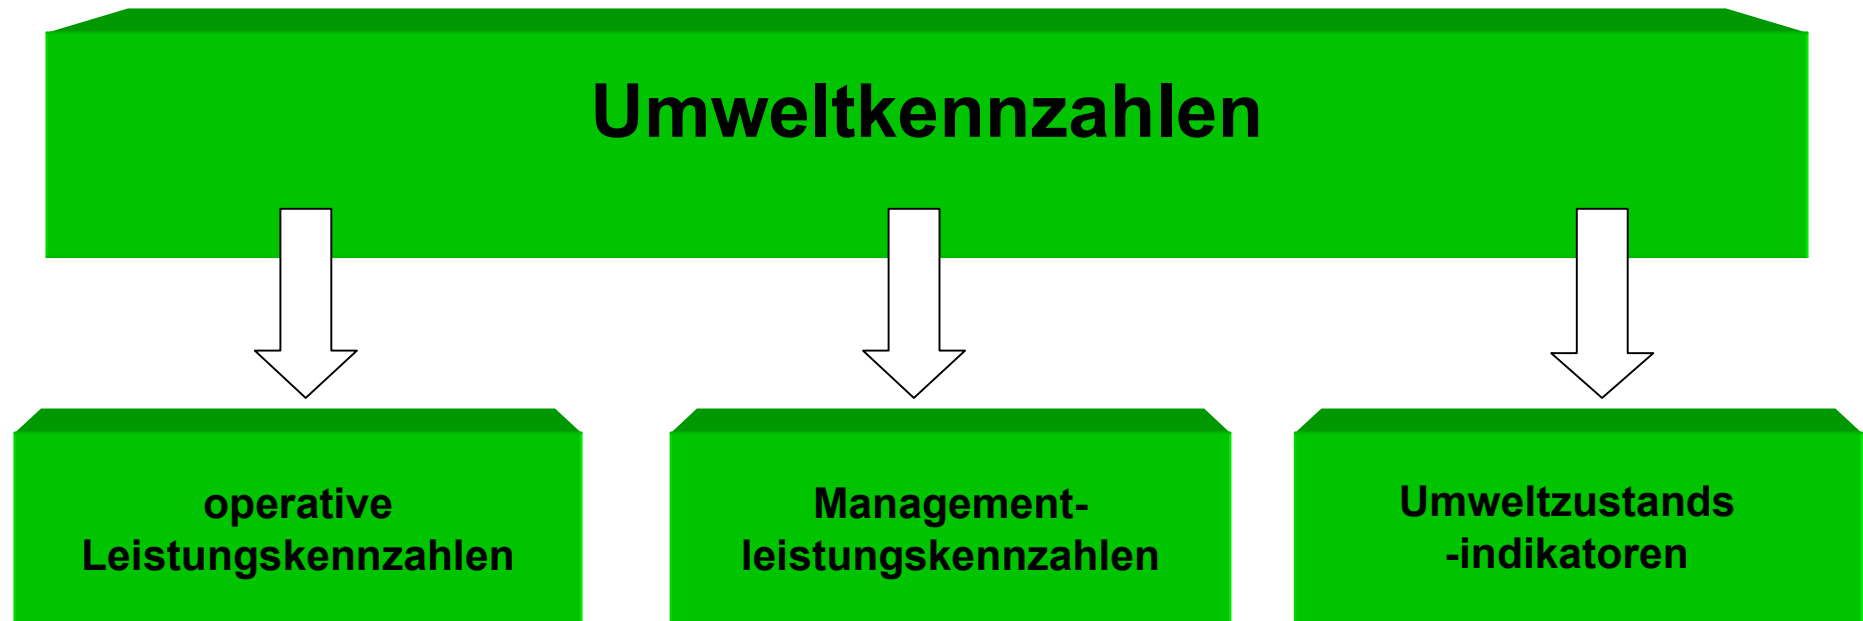 Umweltkennzahlen
operative
Leistungskennzahlen
Management-
leistungskennzahlen
Umweltzustands
-indikatoren